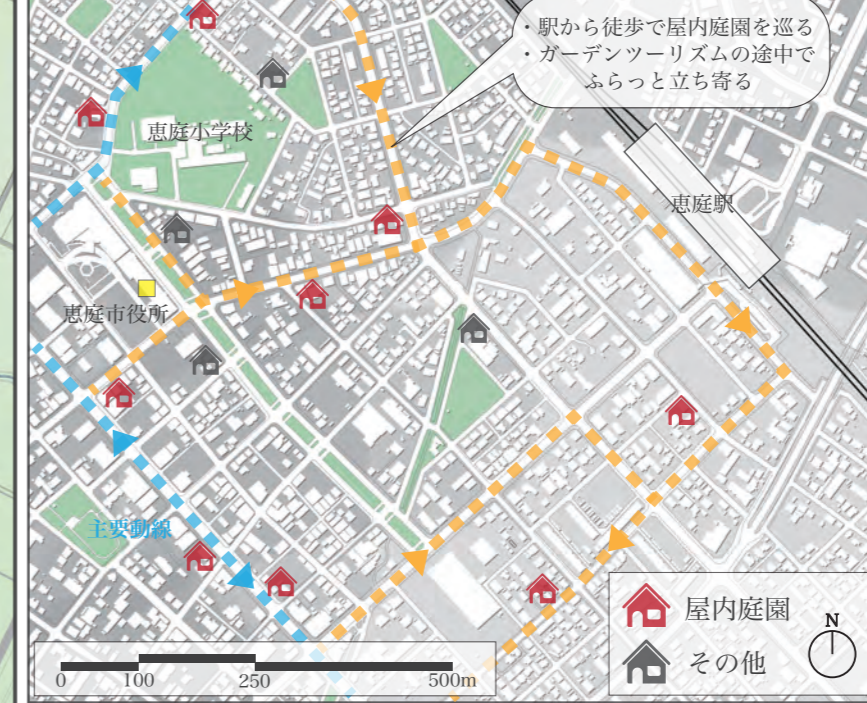 ・駅から徒歩で屋内庭園を巡る
・ガーデンツーリズムの途中で
ふらっと立ち寄る
恵庭小学校
恵庭駅
恵庭市役所
主要動線
屋内庭園
その他
N
0 100 250 500m